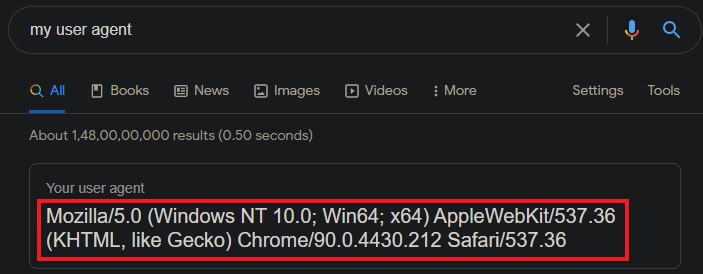 my user agent
All Books News Images Videos More Settings Tools
About 1,48,00,00,000 results (0.50 seconds)
Your user agent
Mozilla/5.0 (Windows NT 10.0; Win64; x64) AppleWebKit/537.36
(KHTML, like Gecko) Chrome/90.0.4430.212 Safari/537.36